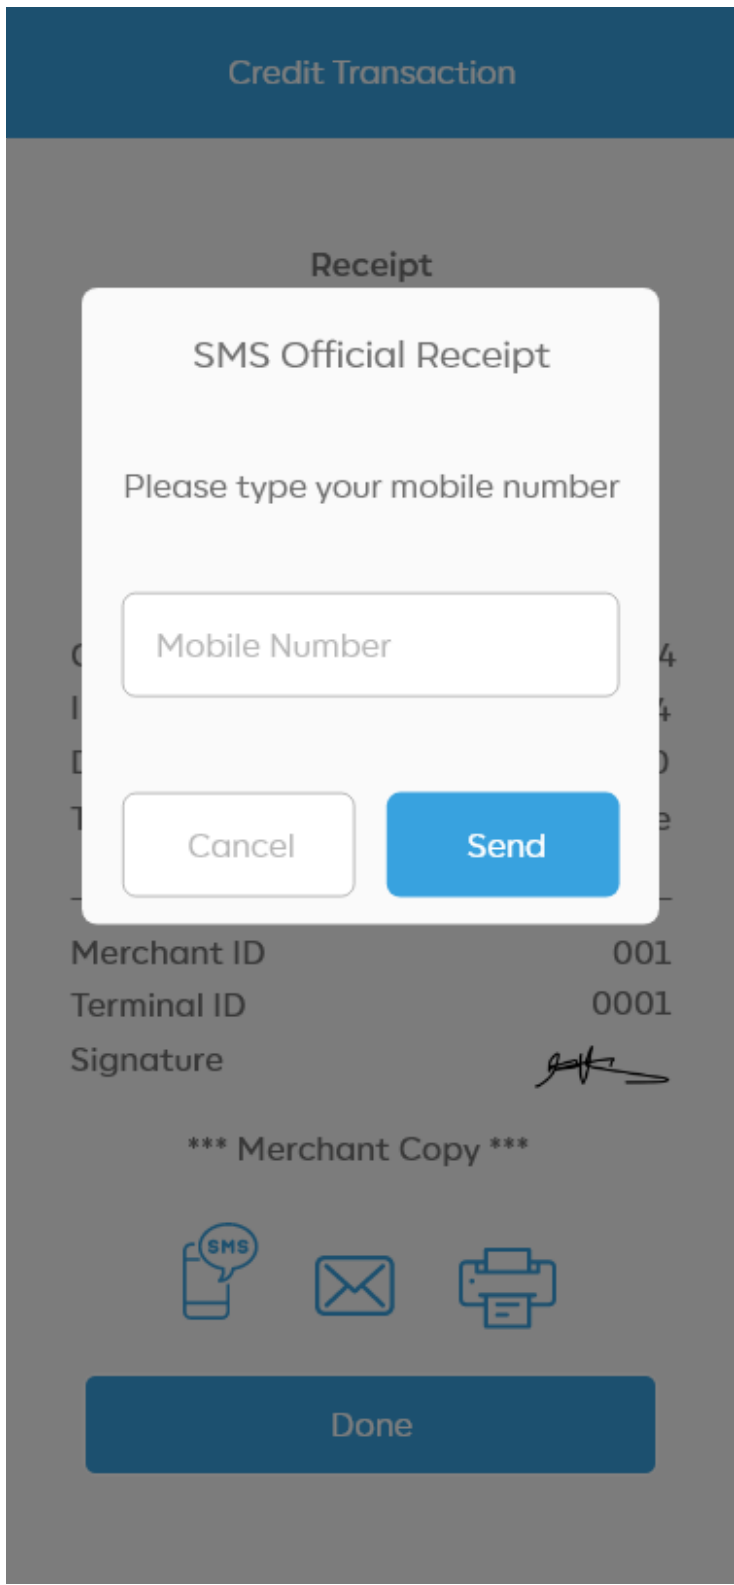 Credit Transaction
Receipt
SMS Official Receipt
Please type your mobile number
Mobile Number
Cancel Send
Merchant ID 001
Terminal ID 0001
Signature
*** Merchant Copy ***
SMS
Done